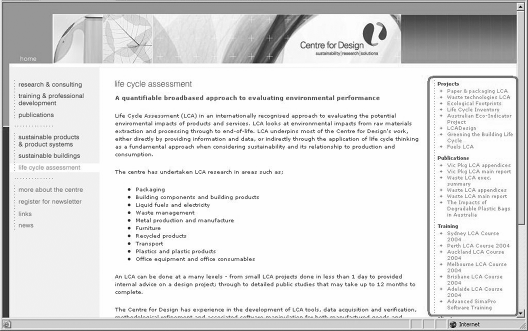 home
Centre for Design
sustainability|research|solutions
research & consulting
training & professional
development
publications
sustainable products
& product systems
sustainable buildings
life cycle assessment
more about the centre
register for newsletter
links
news
life cycle assessment
A quantifiable broadbased approach to evaluating environmental performance
Life Cycle Assessment (LCA) in an internationally recognised approach to evaluating the potential
enviromental impacts of products and services. LCA looks at environmental impacts from raw materials
extraction and processing through to end-of-life. LCA underpins most of the Centre for Design's work,
either directly by providing information and data, or indirectly through the application of life cycle thinking
as a fundamental approach when considering sustainability and its relationship to production and
consumption.
The centre has undertaken LCA research in areas such as:
Packaging
Building components and building products
Liquid fuels and electricity
Waste management
Metal production and manufacture
Furniture
Recycled products
Transport
Plastics and plastic products
Office equipment and office consumables
An LCA can be done at a many levels - from small LCA projects done in less than 1 day to provided
internal advice on a design project; through to detailed public studies that may take up to 12 months to
complete.
The Centre for Design has experience in the development of LCA tools, data acquisition and verification,
methodological refinement and associated software manipulation for both manufactured goods and
Projects
+ Paper & packaging LCA
+ Waste technologies LCA
+ Ecological Footprints
+ Life Cycle Inventory
+ Australian Eco-Indicator
Project
+ LCADesign
+ Greening the Building Life
Cycle
+ Fuels LCA
Publications
+ Vic Pkg LCA appendices
+ Vic Pkg LCA main report
+ Waste LCA exec.
summary
+ Waste LCA appendices
+ Waste LCA main report
+ The Impacts of
Degradable Plastic Bags
in Australia
Training
+ Sydney LCA Course
2004
+ Perth LCA Course 2004
+ Auckland LCA Course
2004
+ Melbourne LCA Course
2004
+ Brisbane LCA Course
2004
+ Adelaide LCA Course
2004
+ Advanced SimaPro
Software Training
Internet